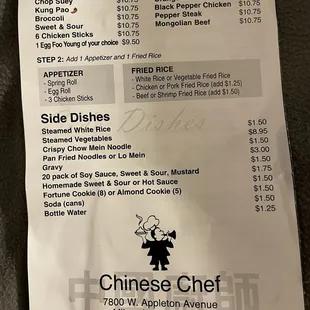 Chop Suey $10.75
Kung Pao $10.75
Broccoli $10.75
Sweet & Sour $10.75
6 Chicken Sticks $10.75
1 Egg Foo Young of your choice $9.50
Black Pepper Chicken $10.75
Pepper Steak $10.75
Mongolian Beef $10.75
STEP 2: Add 1 Appetizer and 1 Fried Rice
APPETIZER
- Spring Roll
- Egg Roll
- 3 Chicken Sticks
FRIED RICE
- White Rice or Vegetable Fried Rice
- Chicken or Pork Fried Rice (add $1.25)
- Beef or Shrimp Fried Rice (add $1.50)
Side Dishes
Dishes
Steamed White Rice $1.50
Steamed Vegetables $8.95
Crispy Chow Mein Noodle $1.50
Pan Fried Noodles or Lo Mein $3.00
Gravy $1.50
20 pack of Soy Sauce, Sweet & Sour, Mustard $1.75
Homemade Sweet & Sour or Hot Sauce $1.50
Fortune Cookie (8) or Almond Cookie (5) $1.50
Soda (cans) $1.50
Bottle Water $1.25
Chinese Chef
7800 W. Appleton Avenue